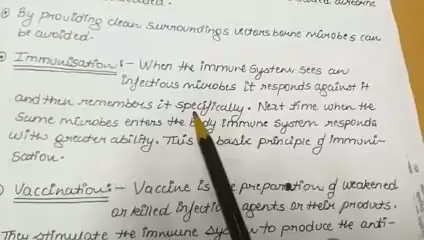 By providing clean surroundings vectors borne microbes can
be avoided.
Immunisation :- When the immune system sees an
infectious microbes it responds against it
and then remembers it specifically. Next time when the
same microbes enters the body immune system responds
with greater ability. This basic principle of Immuni-
sation.
Vaccination :- Vaccine is preparation of weakened
or killed agents or their products.
They stimulate the immune to produce the anti-